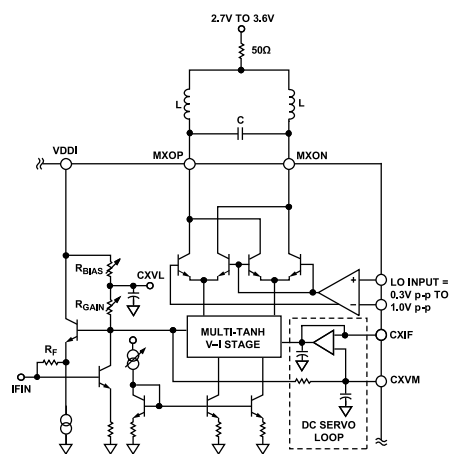 2.7V TO 3.6V
50Ω
L
L
C
VDDI
MXOP
MXON
RBIAS
CXVL
RGAIN
RF
IFIN
MULTI-TANH
V–I STAGE
+
–
LO INPUT =
0.3V p-p TO
1.0V p-p
CXIF
CXVM
DC SERVO
LOOP